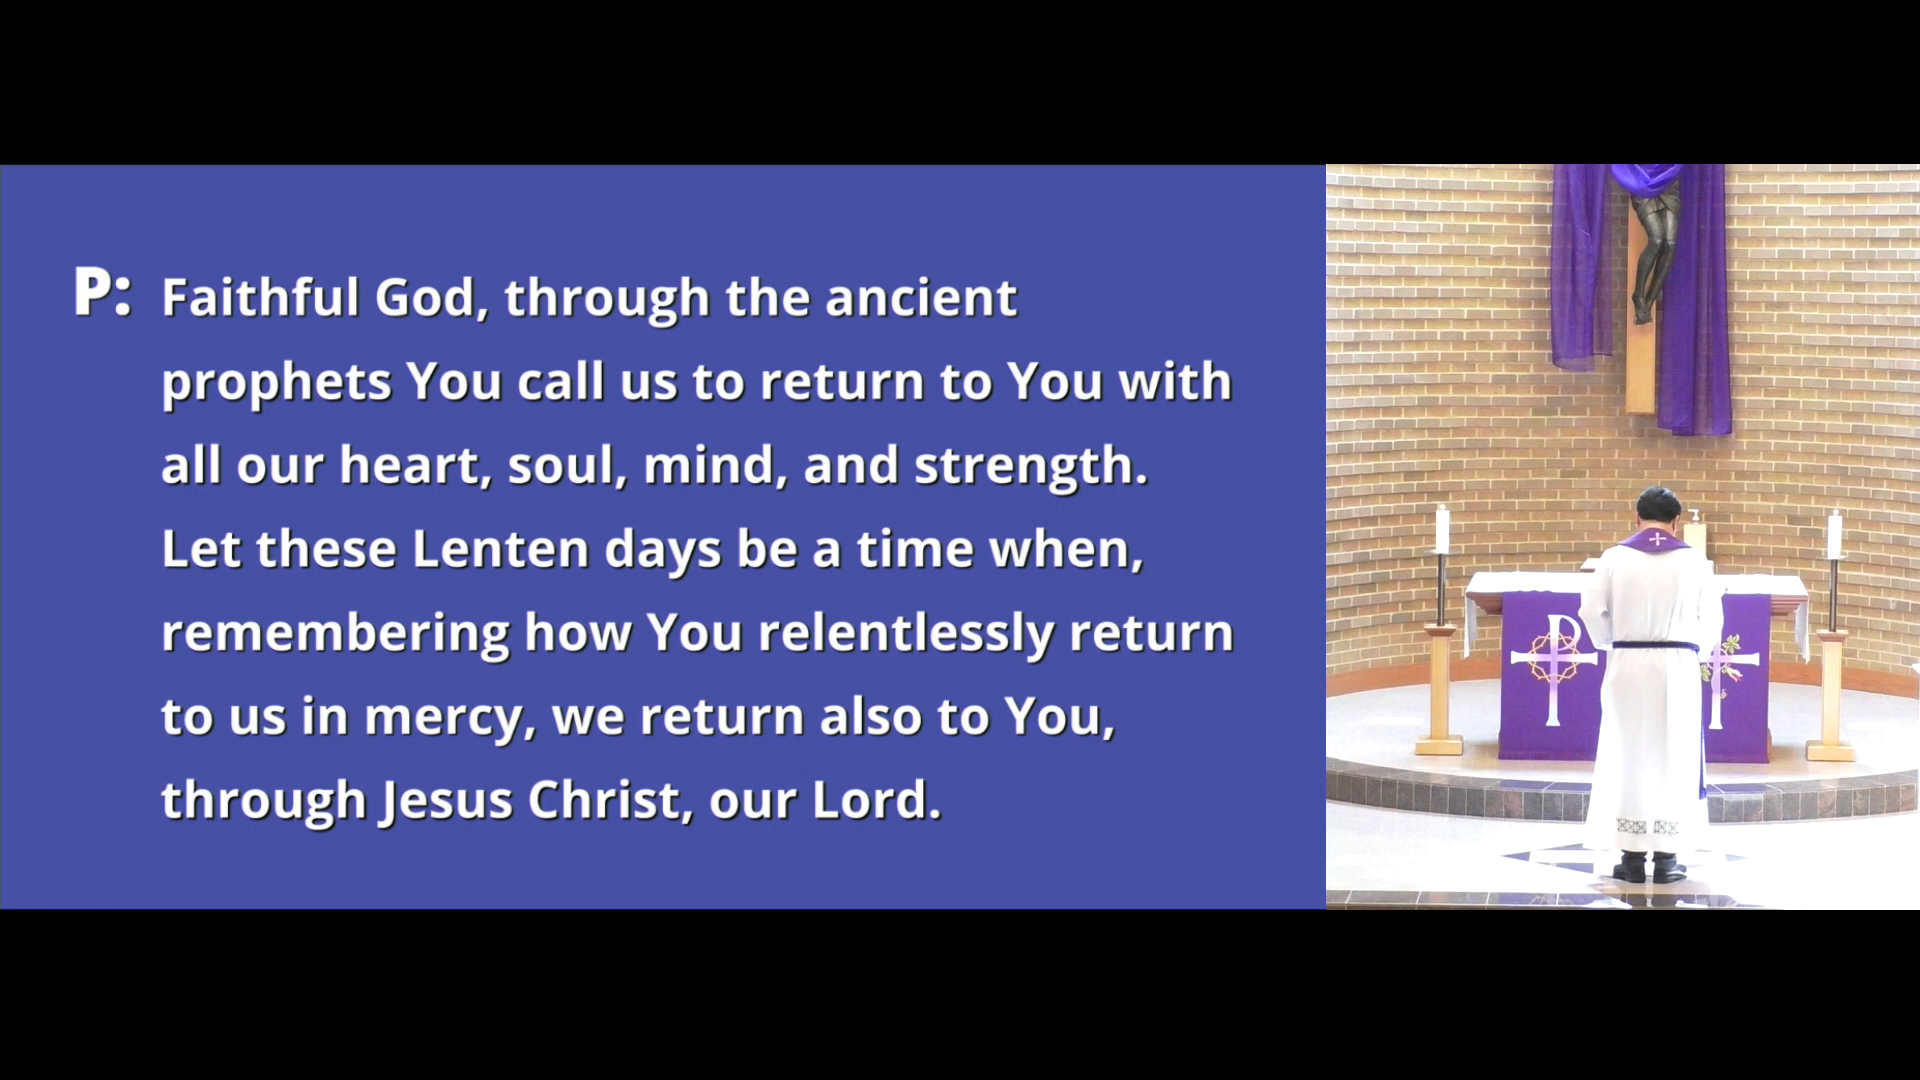 P: Faithful God, through the ancient
prophets You call us to return to You with
all our heart, soul, mind, and strength.
Let these Lenten days be a time when,
remembering how You relentlessly return
to us in mercy, we return also to You,
through Jesus Christ, our Lord.